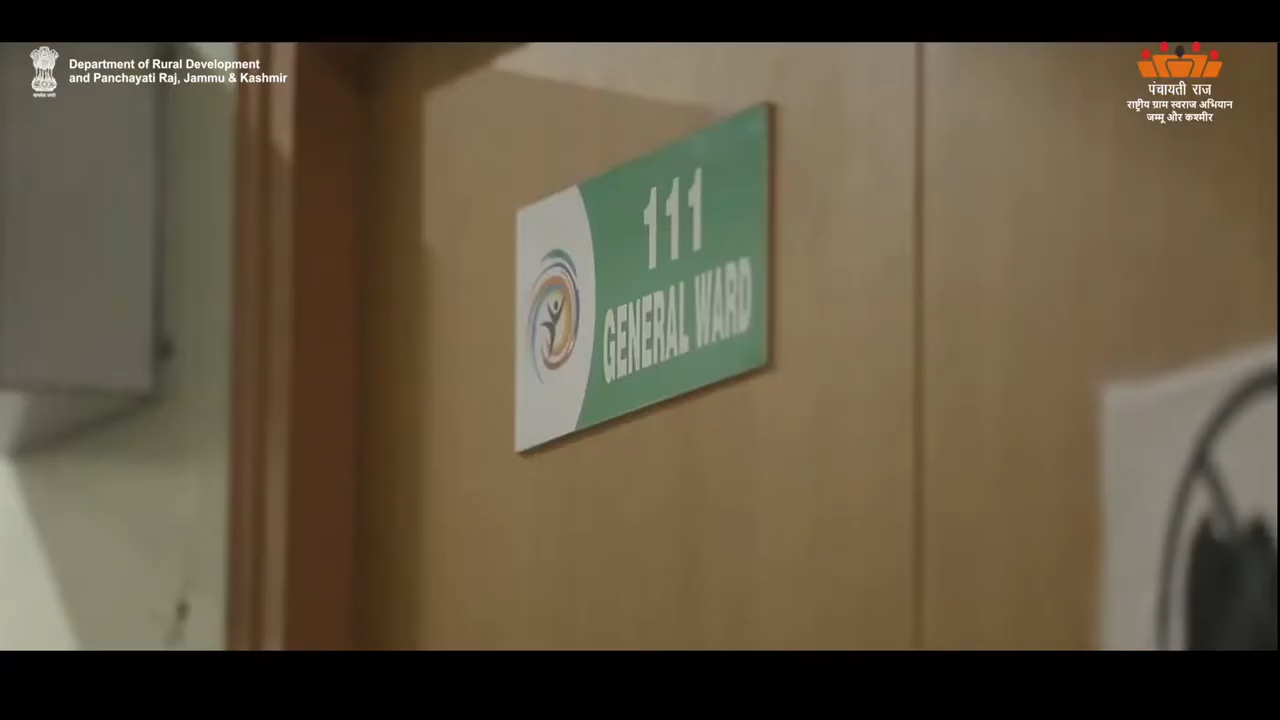 Department of Rural Development
and Panchayati Raj, Jammu & Kashmir
पंचायती राज
राष्ट्रीय ग्राम स्वराज अभियान
जम्मू और कश्मीर
111
GENERAL WARD